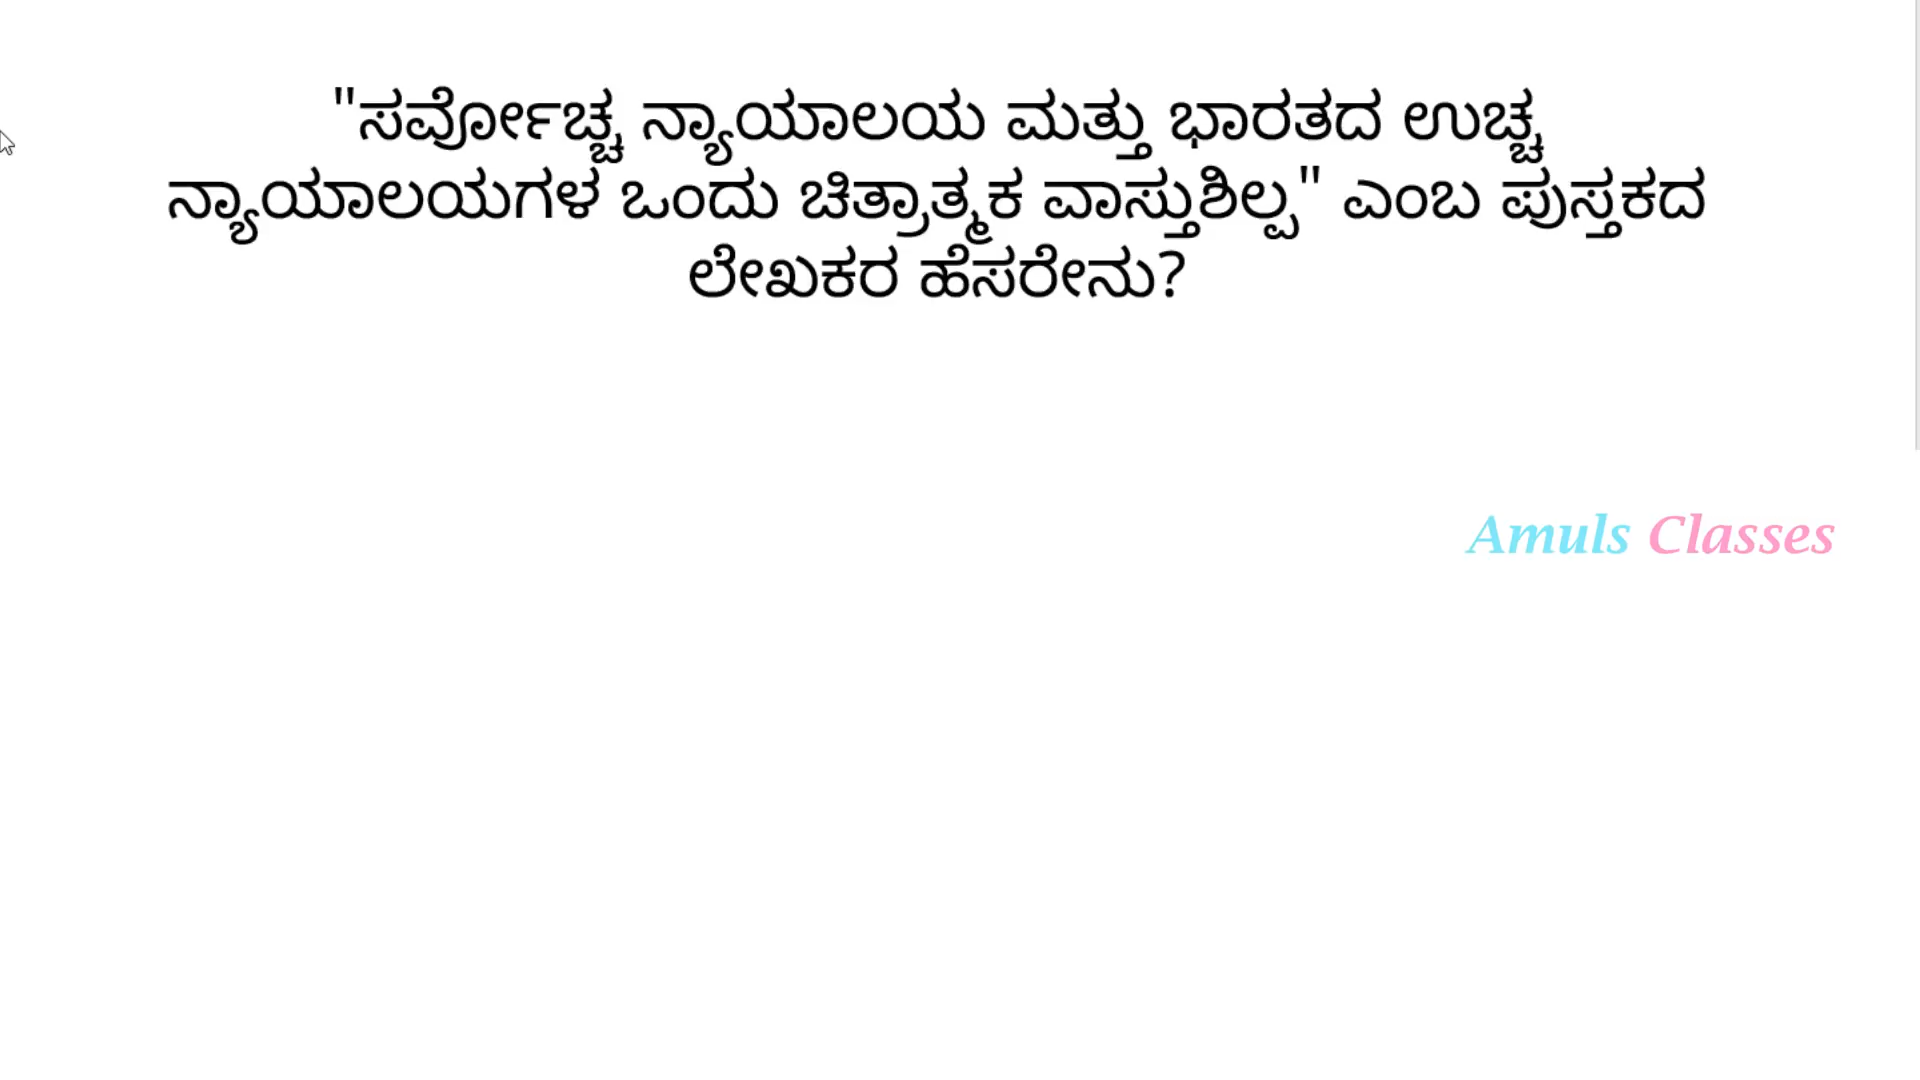 "ಸರ್ವೋಚ್ಚ ನ್ಯಾಯಾಲಯ ಮತ್ತು ಭಾರತದ ಉಚ್ಚ
ನ್ಯಾಯಾಲಯಗಳ ಒಂದು ಚಿತ್ರಾತ್ಮಕ ವಾಸ್ತುಶಿಲ್ಪ" ಎಂಬ ಪುಸ್ತಕದ
ಲೇಖಕರ ಹೆಸರೇನು?
Amuls Classes